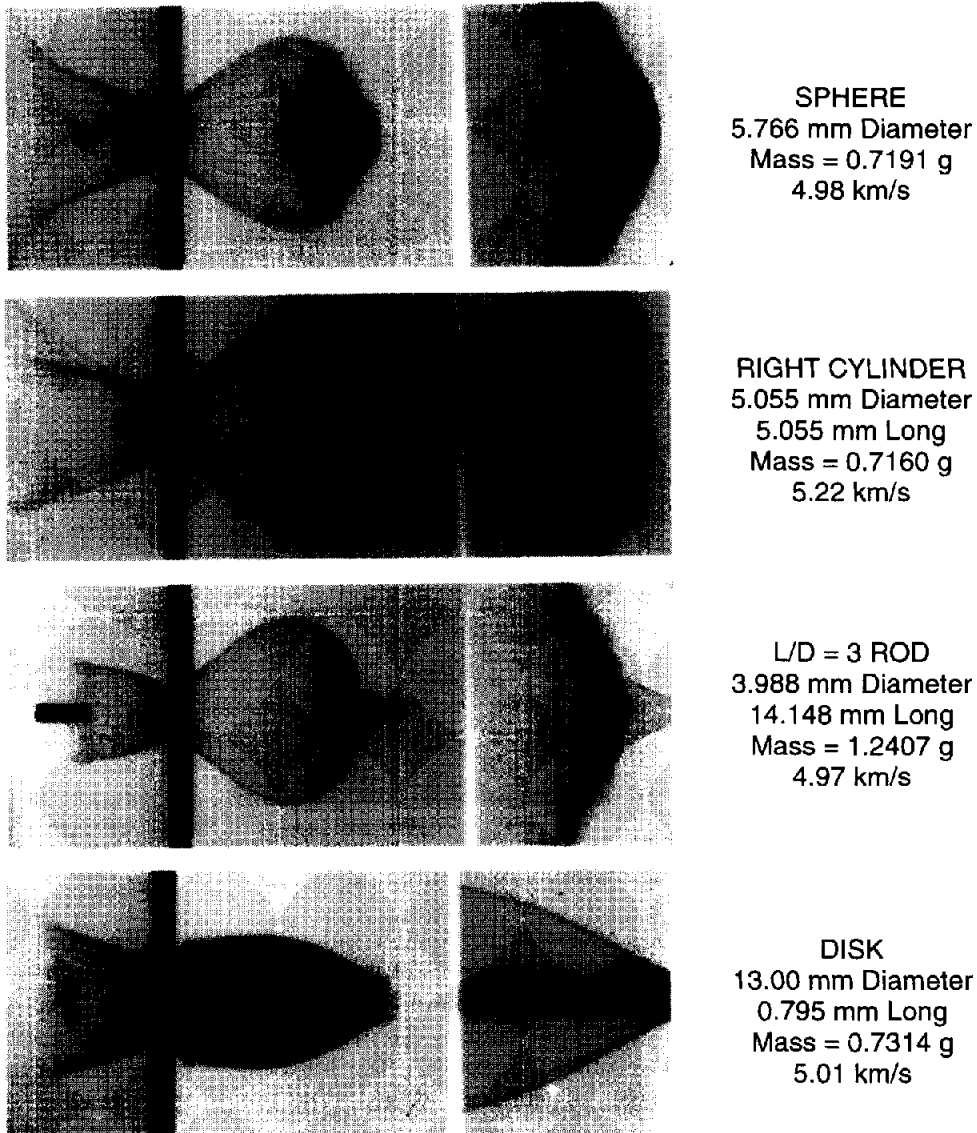 SPHERE
5.766 mm Diameter
Mass = 0.7191 g
4.98 km/s
RIGHT CYLINDER
5.055 mm Diameter
5.055 mm Long
Mass = 0.7160 g
5.22 km/s
L/D = 3 ROD
3.988 mm Diameter
14.148 mm Long
Mass = 1.2407 g
4.97 km/s
DISK
13.00 mm Diameter
0.795 mm Long
Mass = 0.7314 g
5.01 km/s